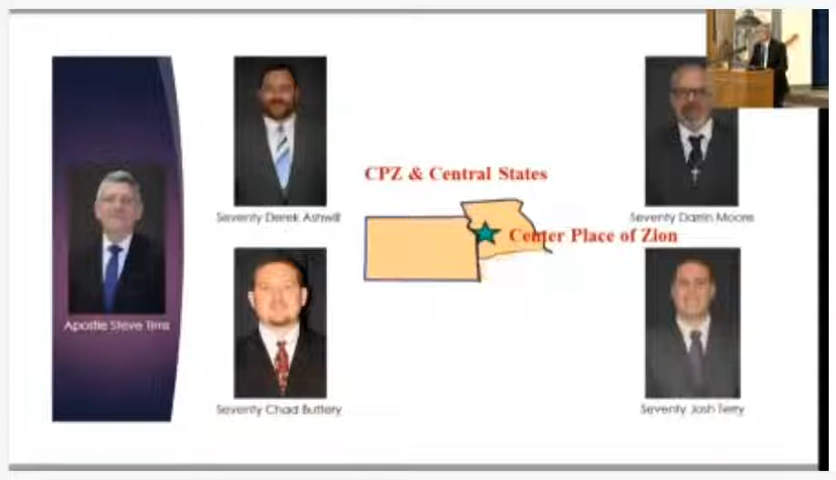 Seventy Derek Ashwill
CPZ & Central States
Seventy Darrin Moore
Center Place of Zion
Apostle Steve Tims
Seventy Chad Buttery
Seventy Josh Terry